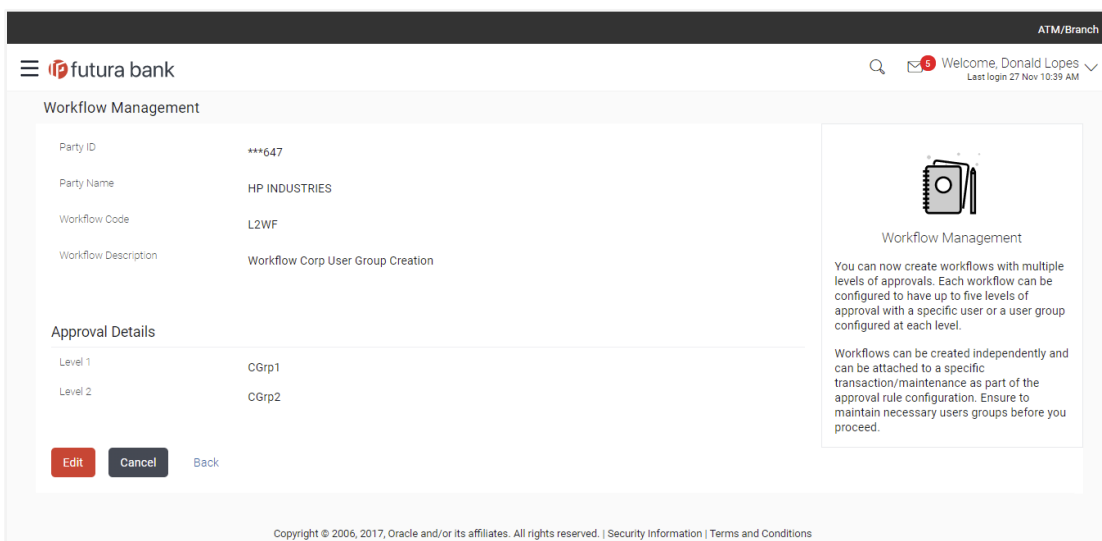 ATM/Branch
futura bank
5
Welcome, Donald Lopes
Last login 27 Nov 10:39 AM
Workflow Management
Party ID ***647
Party Name HP INDUSTRIES
Workflow Code L2WF
Workflow Description Workflow Corp User Group Creation
Approval Details
Level 1 CGrp1
Level 2 CGrp2
Edit Cancel Back
Workflow Management
You can now create workflows with multiple
levels of approvals. Each workflow can be
configured to have up to five levels of
approval with a specific user or a user group
configured at each level.
Workflows can be created independently and
can be attached to a specific
transaction/maintenance as part of the
approval rule configuration. Ensure to
maintain necessary users groups before you
proceed.
Copyright © 2006, 2017, Oracle and/or its affiliates. All rights reserved. | Security Information | Terms and Conditions